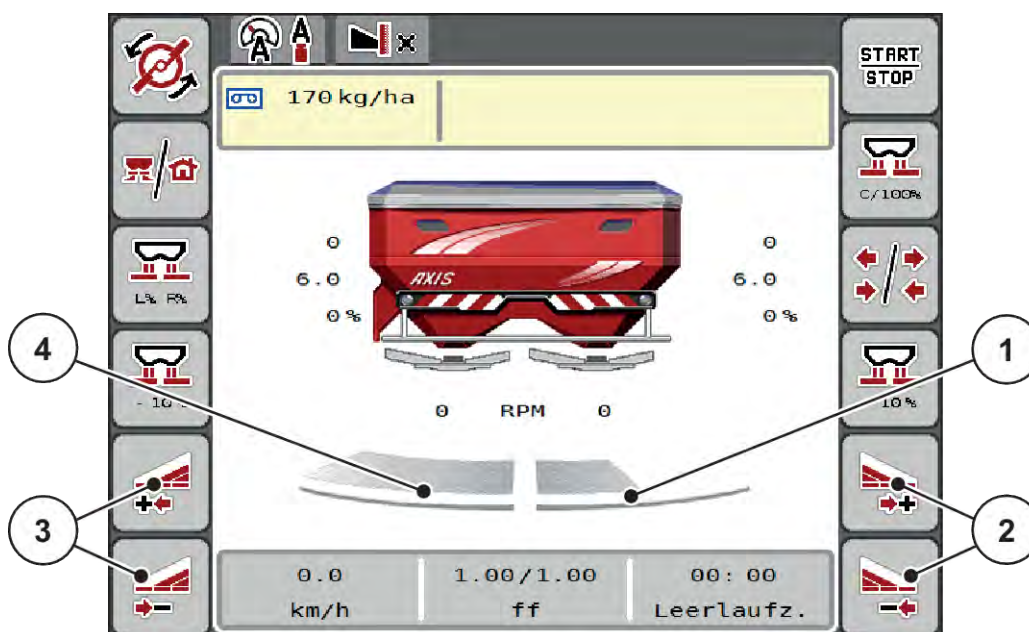 A A x
START
STOP
170 kg/ha
C/100%
0 0
6.0 6.0
AXIS
0% 0%
L% R%
4 1
- 10 %
10 %
0 RPM 0
3 2
0.0 1.00/1.00 00:00
km/h ff Leerlaufz.